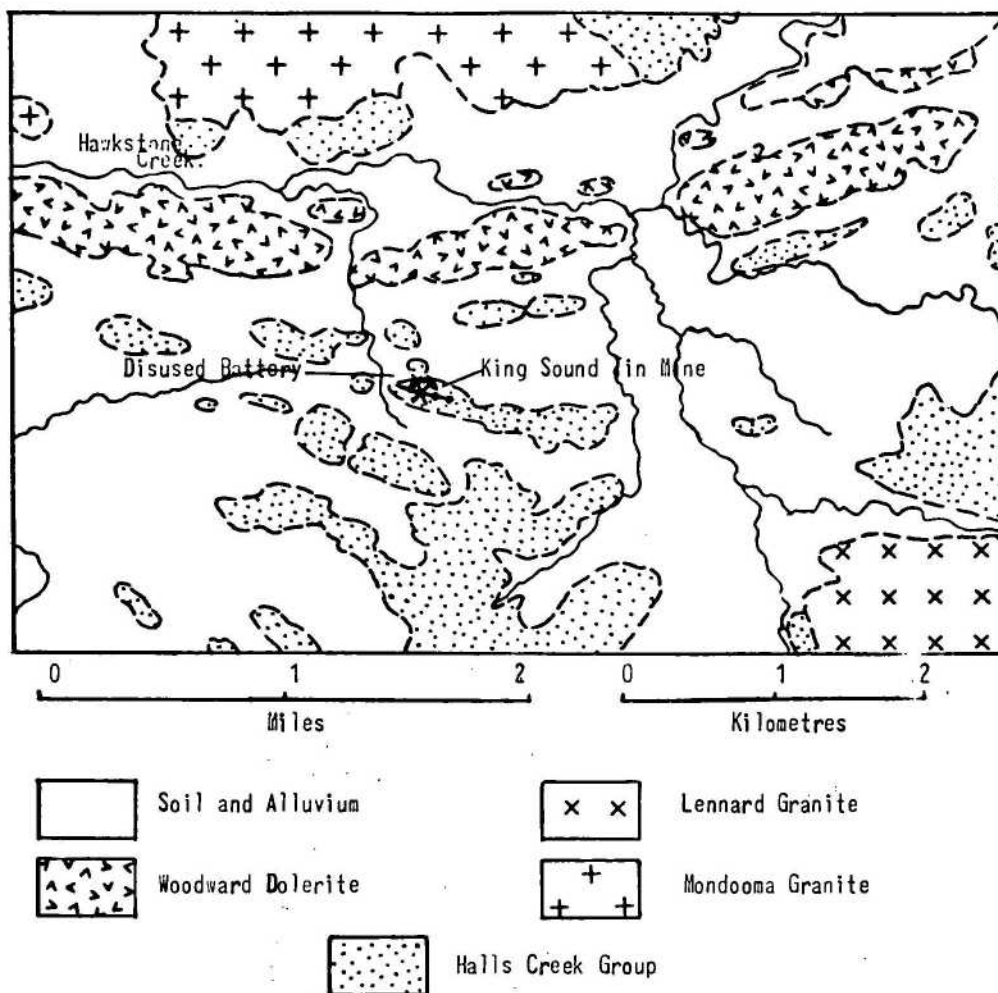 Hawkstone
Creek.
Disused Battery
King Sound Tin Mine
0 1 2
Miles
0 1 2
Kilometres
Soil and Alluvium
Lennard Granite
Woodward Dolerite
Mondooma Granite
Halls Creek Group